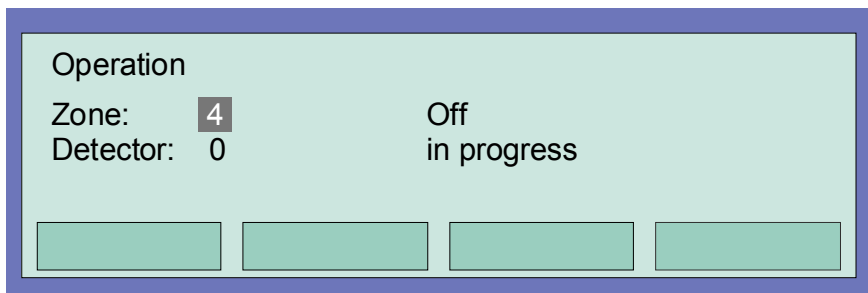 Operation
Zone: 4 Off
Detector: 0 in progress